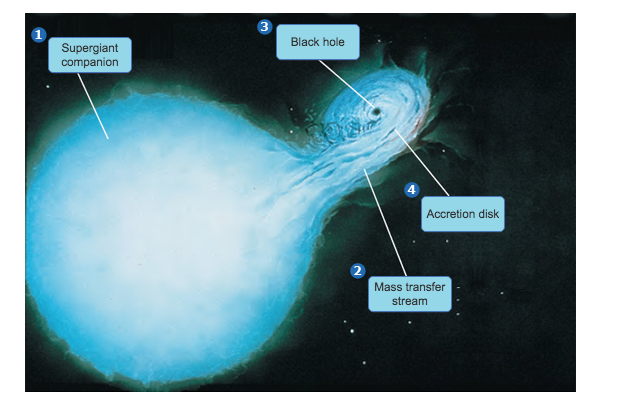 1
Supergiant
companion
3
Black hole
4
Accretion disk
2
Mass transfer
stream